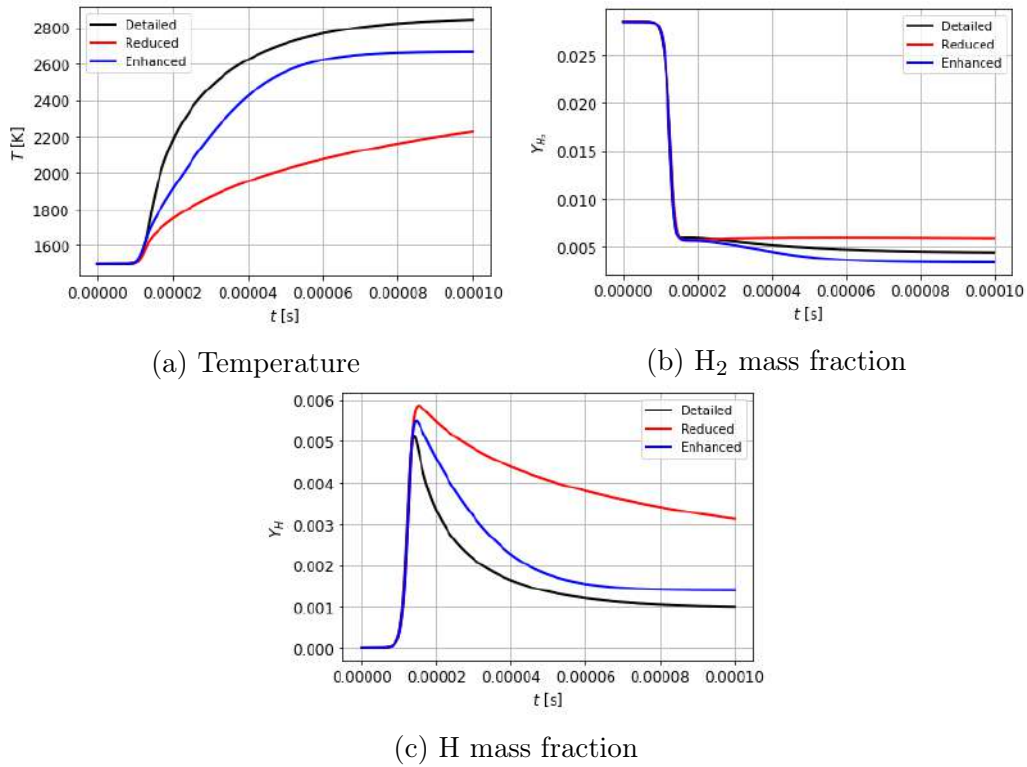 Detailed
Reduced
Enhanced
2800
2600
2400
2200
2000
1800
1600
T [K]
0.00000 0.00002 0.00004 0.00006 0.00008 0.00010
t [s]
(a) Temperature
Detailed
Reduced
Enhanced
0.025
0.020
0.015
0.010
0.005
Y_{H_2}
0.00000 0.00002 0.00004 0.00006 0.00008 0.00010
t [s]
(b) H₂ mass fraction
Detailed
Reduced
Enhanced
0.006
0.005
0.004
0.003
0.002
0.001
0.000
Y_H
0.00000 0.00002 0.00004 0.00006 0.00008 0.00010
t [s]
(c) H mass fraction